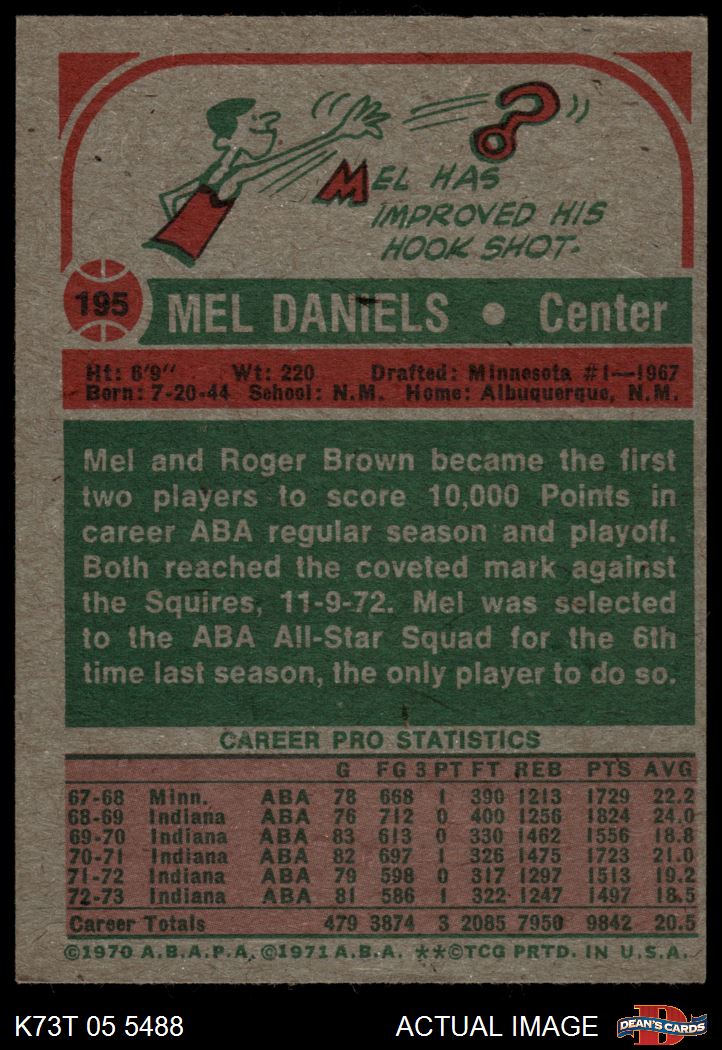 MEL HAS
IMPROVED HIS
HOOK SHOT.
195
MEL DANIELS • Center
Ht: 6'9" Wt: 220 Drafted: Minnesota #1—1967
Born: 7-20-44 School: N.M. Home: Albuquerque, N.M.
Mel and Roger Brown became the first
two players to score 10,000 Points in
career ABA regular season and playoff.
Both reached the coveted mark against
the Squires, 11-9-72. Mel was selected
to the ABA All-Star Squad for the 6th
time last season, the only player to do so.
CAREER PRO STATISTICS
G FG 3 PT FT REB PTS AVG
67-68 Minn. ABA 78 668 1 390 1213 1729 22.2
68-69 Indiana ABA 76 712 0 400 1256 1824 24.0
69-70 Indiana ABA 83 613 0 330 1462 1556 18.8
70-71 Indiana ABA 82 697 1 326 1475 1723 21.0
71-72 Indiana ABA 79 598 0 317 1297 1513 19.2
72-73 Indiana ABA 81 586 1 322 1247 1497 18.5
Career Totals 479 3874 3 2085 7950 9842 20.5
©1970 A.B.A.P.A. ©1971 A.B.A. **©TCG PRTD. IN U.S.A.
K73T 05 5488 ACTUAL IMAGE D DEAN'S CARDS